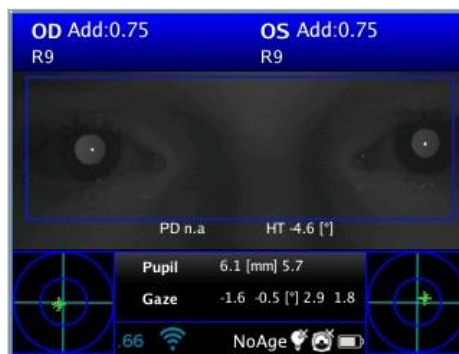 OD Add:0.75 OS Add:0.75
R9 R9
PD n.a HT -4.6 [°]
Pupil 6.1 [mm] 5.7
Gaze -1.6 -0.5 [°] 2.9 1.8
.66 NoAge